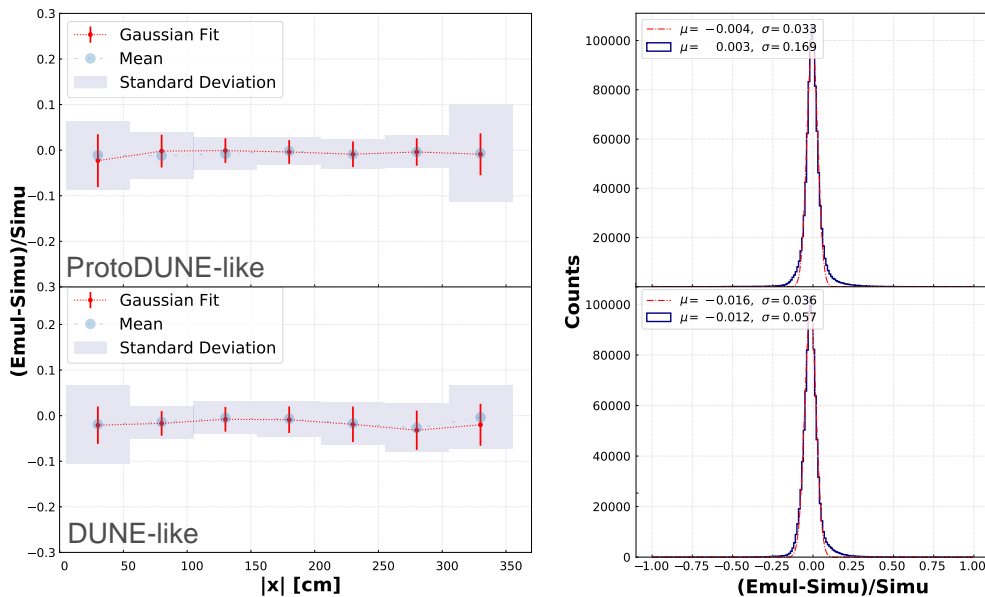 (Emul-Simu)/Simu
0.3
0.2
0.1
0.0
−0.1
−0.2
Gaussian Fit
Mean
Standard Deviation
ProtoDUNE-like
0.3
0.2
0.1
0.0
−0.1
−0.2
−0.3
Gaussian Fit
Mean
Standard Deviation
DUNE-like
0 50 100 150 200 250 300 350
|x| [cm]
Counts
100000
80000
60000
40000
20000
μ= −0.004, σ=0.033
μ= 0.003, σ=0.169
100000
80000
60000
40000
20000
0
μ= −0.016, σ=0.036
μ= −0.012, σ=0.057
−1.00 −0.75 −0.50 −0.25 0.00 0.25 0.50 0.75 1.00
(Emul-Simu)/Simu